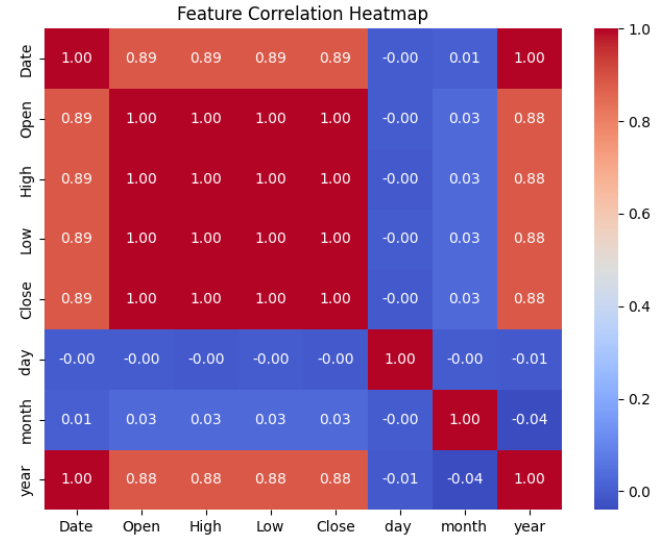 Feature Correlation Heatmap
Date 1.00 0.89 0.89 0.89 0.89 -0.00 0.01 1.00
Open 0.89 1.00 1.00 1.00 1.00 -0.00 0.03 0.88
High 0.89 1.00 1.00 1.00 1.00 -0.00 0.03 0.88
Low 0.89 1.00 1.00 1.00 1.00 -0.00 0.03 0.88
Close 0.89 1.00 1.00 1.00 1.00 -0.00 0.03 0.88
day -0.00 -0.00 -0.00 -0.00 -0.00 1.00 -0.00 -0.01
month 0.01 0.03 0.03 0.03 0.03 -0.00 1.00 -0.04
year 1.00 0.88 0.88 0.88 0.88 -0.01 -0.04 1.00
Date Open High Low Close day month year
1.0
0.8
0.6
0.4
0.2
0.0